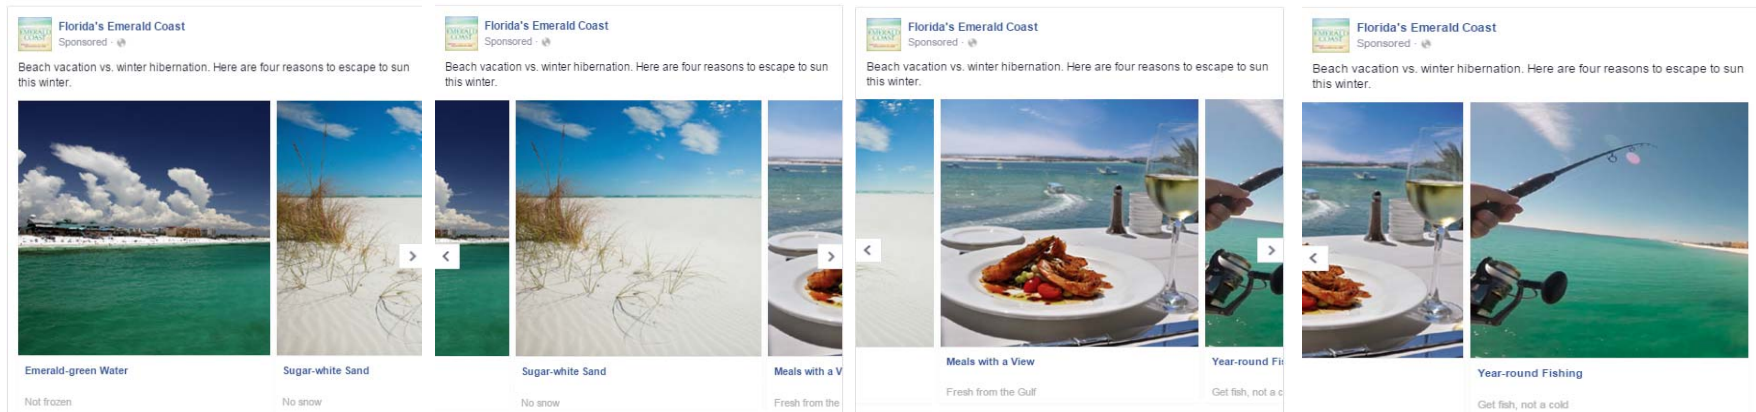 Florida's Emerald Coast
Sponsored ·
Beach vacation vs. winter hibernation. Here are four reasons to escape to sun
this winter.
Emerald-green Water
Not frozen
Sugar-white Sand
No snow
Florida's Emerald Coast
Sponsored ·
Beach vacation vs. winter hibernation. Here are four reasons to escape to sun
this winter.
Sugar-white Sand
No snow
Meals with a V
Fresh from the
Florida's Emerald Coast
Sponsored ·
Beach vacation vs. winter hibernation. Here are four reasons to escape to sun
this winter.
Meals with a View
Fresh from the Gulf
Year-round Fi
Get fish, not a c
Florida's Emerald Coast
Sponsored ·
Beach vacation vs. winter hibernation. Here are four reasons to escape to sun
this winter.
Year-round Fishing
Get fish, not a cold